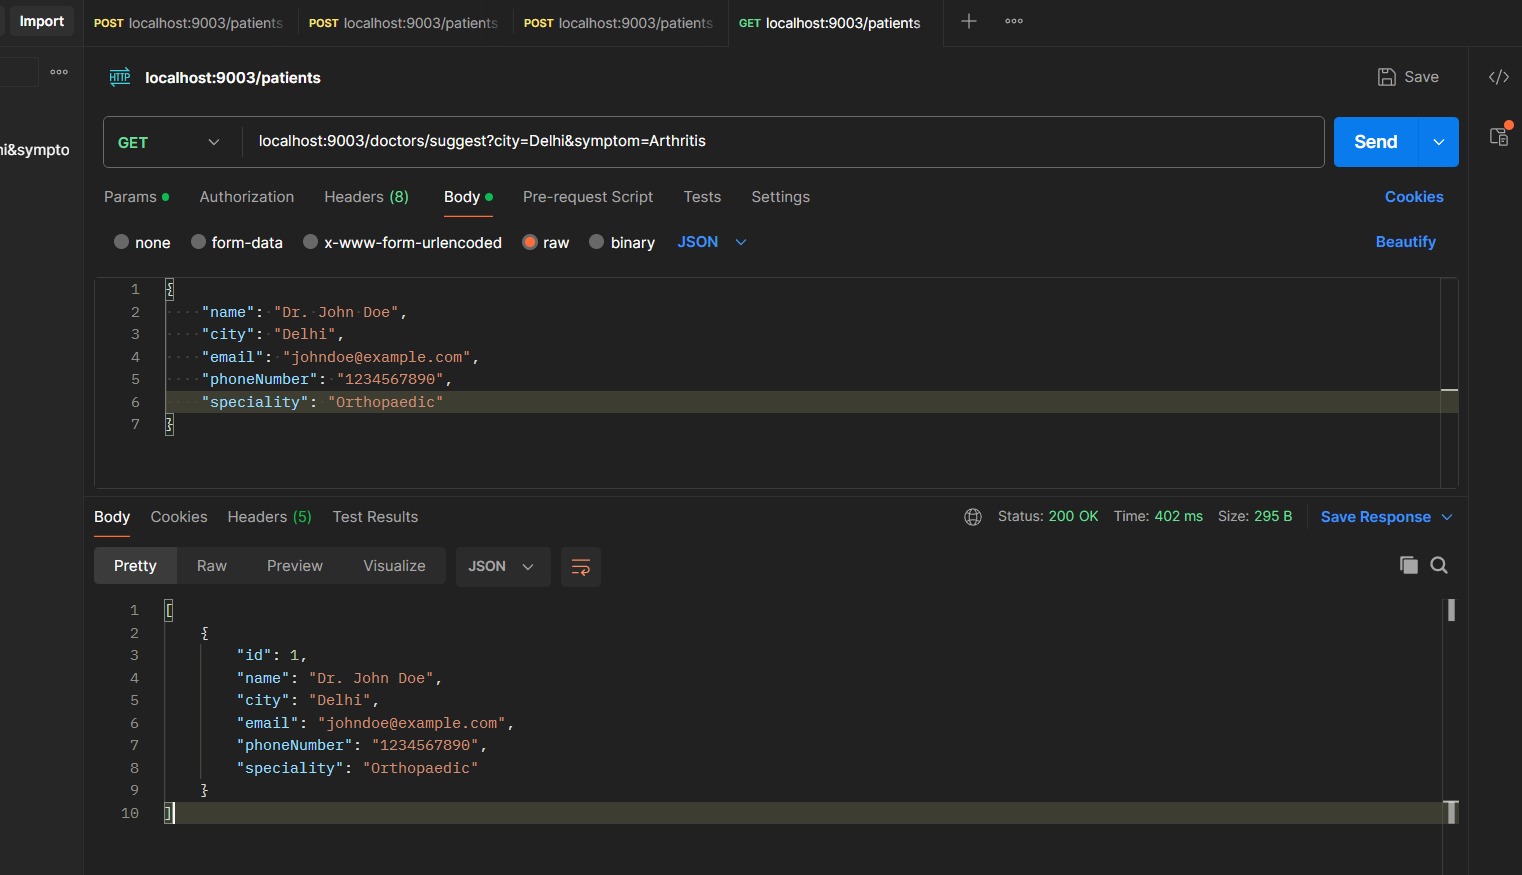 Import
POST localhost:9003/patients
POST localhost:9003/patients
POST localhost:9003/patients
GET localhost:9003/patients
HTTP localhost:9003/patients
Save
i&sympto
GET
localhost:9003/doctors/suggest?city=Delhi&symptom=Arthritis
Send
Params Authorization Headers (8) Body Pre-request Script Tests Settings
Cookies
none form-data x-www-form-urlencoded raw binary JSON
Beautify
1 {
2 "name": "Dr. John Doe",
3 "city": "Delhi",
4 "email": "johndoe@example.com",
5 "phoneNumber": "1234567890",
6 "speciality": "Orthopaedic"
7 }
Body Cookies Headers (5) Test Results
Status: 200 OK Time: 402 ms Size: 295 B
Save Response
Pretty Raw Preview Visualize JSON
1 [
2 {
3 "id": 1,
4 "name": "Dr. John Doe",
5 "city": "Delhi",
6 "email": "johndoe@example.com",
7 "phoneNumber": "1234567890",
8 "speciality": "Orthopaedic"
9 }
10 ]